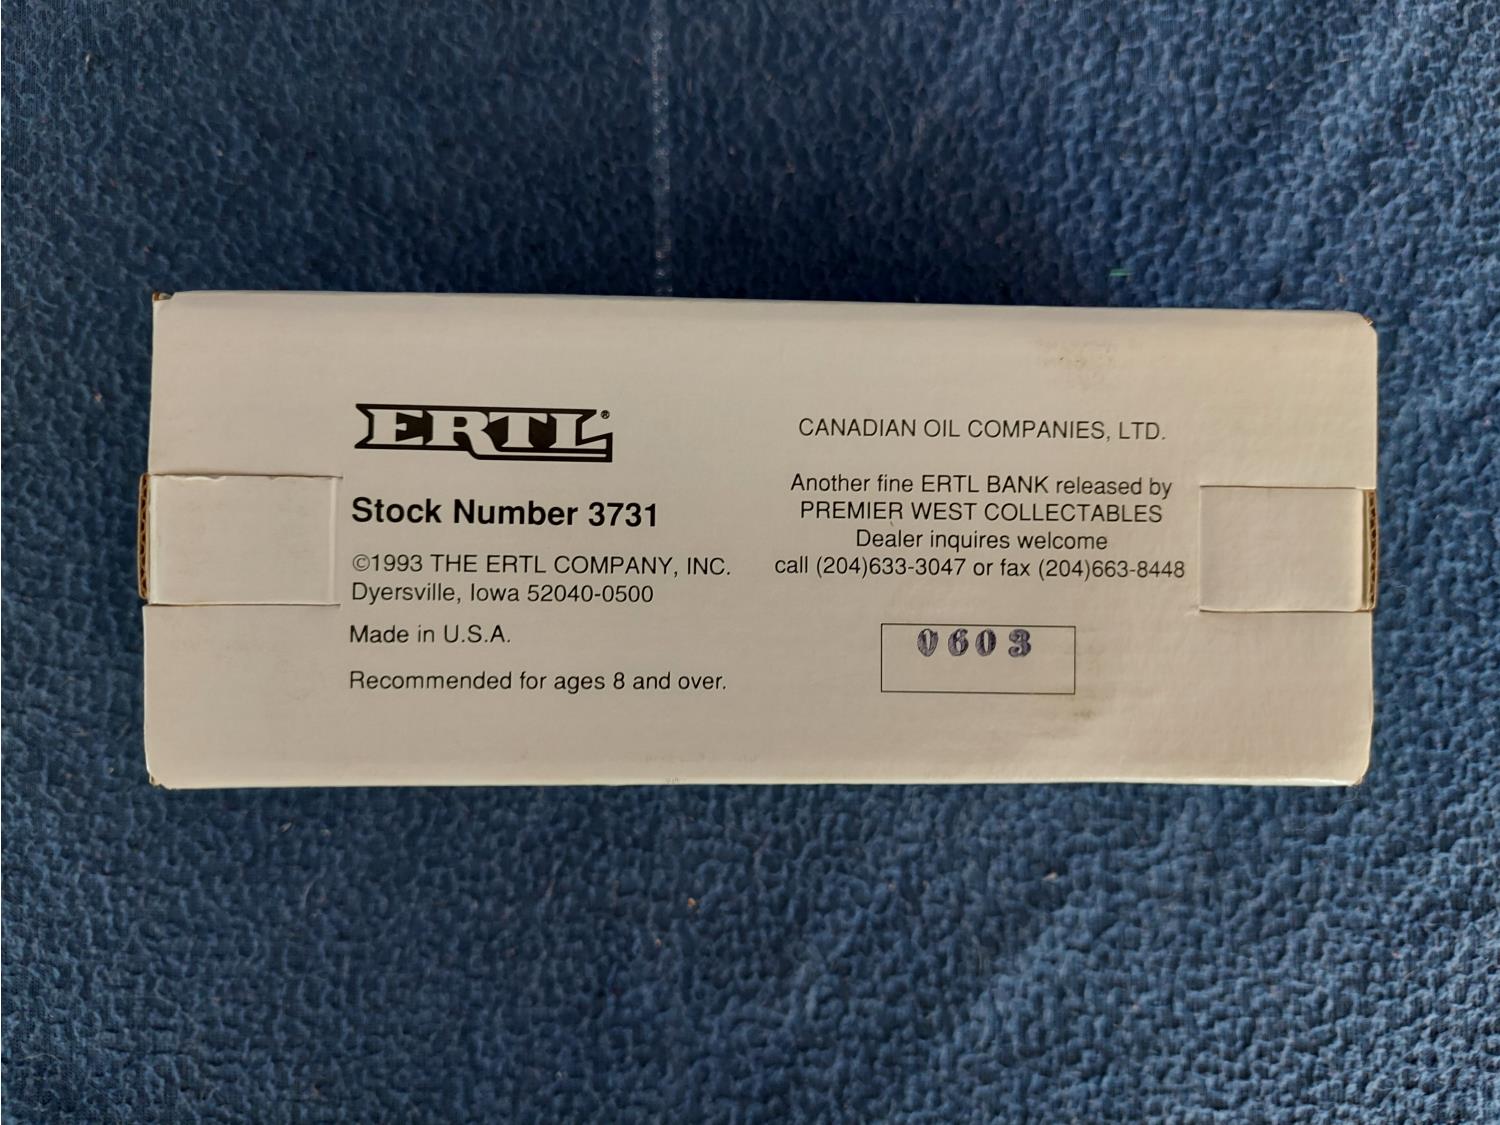 ERTL®
Stock Number 3731
©1993 THE ERTL COMPANY, INC.
Dyersville, Iowa 52040-0500
Made in U.S.A.
Recommended for ages 8 and over.
CANADIAN OIL COMPANIES, LTD.
Another fine ERTL BANK released by
PREMIER WEST COLLECTABLES
Dealer inquires welcome
call (204)633-3047 or fax (204)663-8448
0603